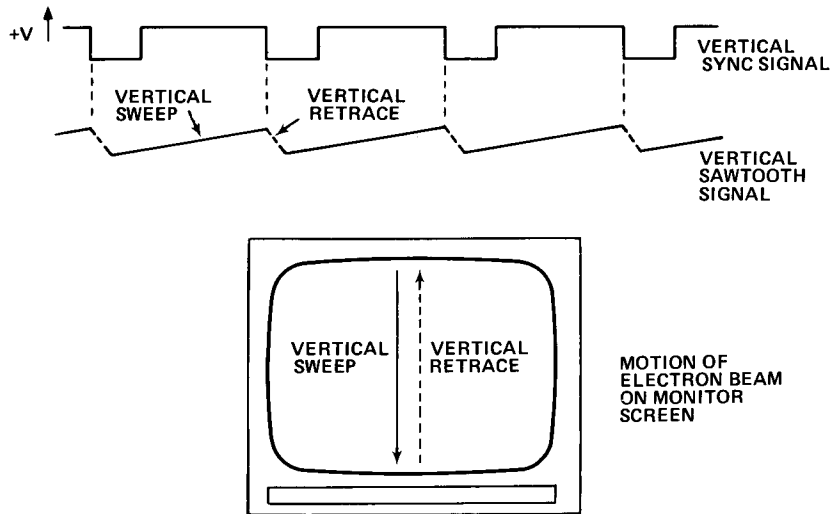 +V
VERTICAL
SYNC SIGNAL
VERTICAL
SWEEP
VERTICAL
RETRACE
VERTICAL
SAWTOOTH
SIGNAL
VERTICAL
SWEEP
VERTICAL
RETRACE
MOTION OF
ELECTRON BEAM
ON MONITOR
SCREEN